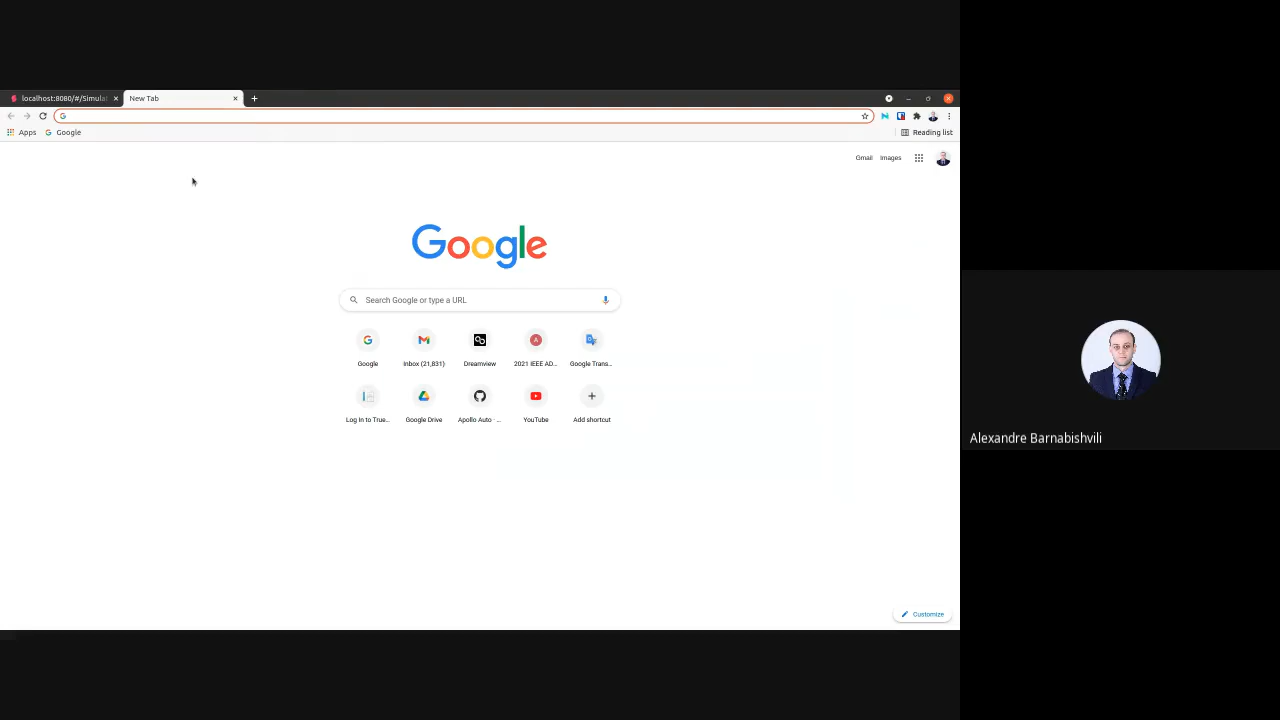 localhost:8080/#/Simula
New Tab
Apps
Google
Reading list
Gmail
Images
Google
Search Google or type a URL
Google
Inbox (21,831)
Dreamview
2021 IEEE AD...
Google Trans...
Log In to True...
Google Drive
Apollo Auto · ...
YouTube
Add shortcut
Alexandre Barnabishvili
Customize